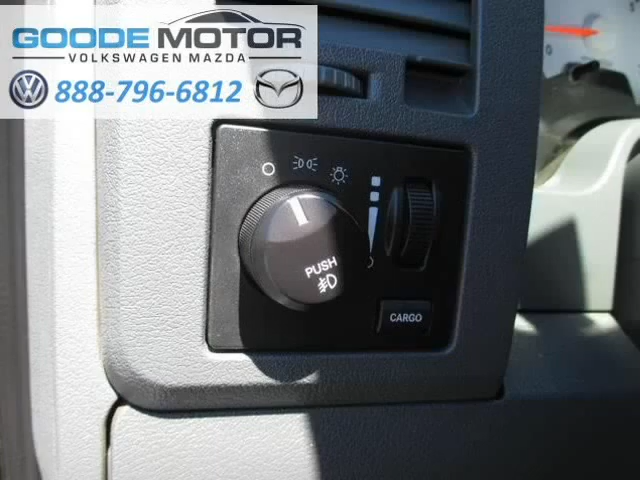 GOODE MOTOR
VOLKSWAGEN MAZDA
888-796-6812
PUSH
CARGO